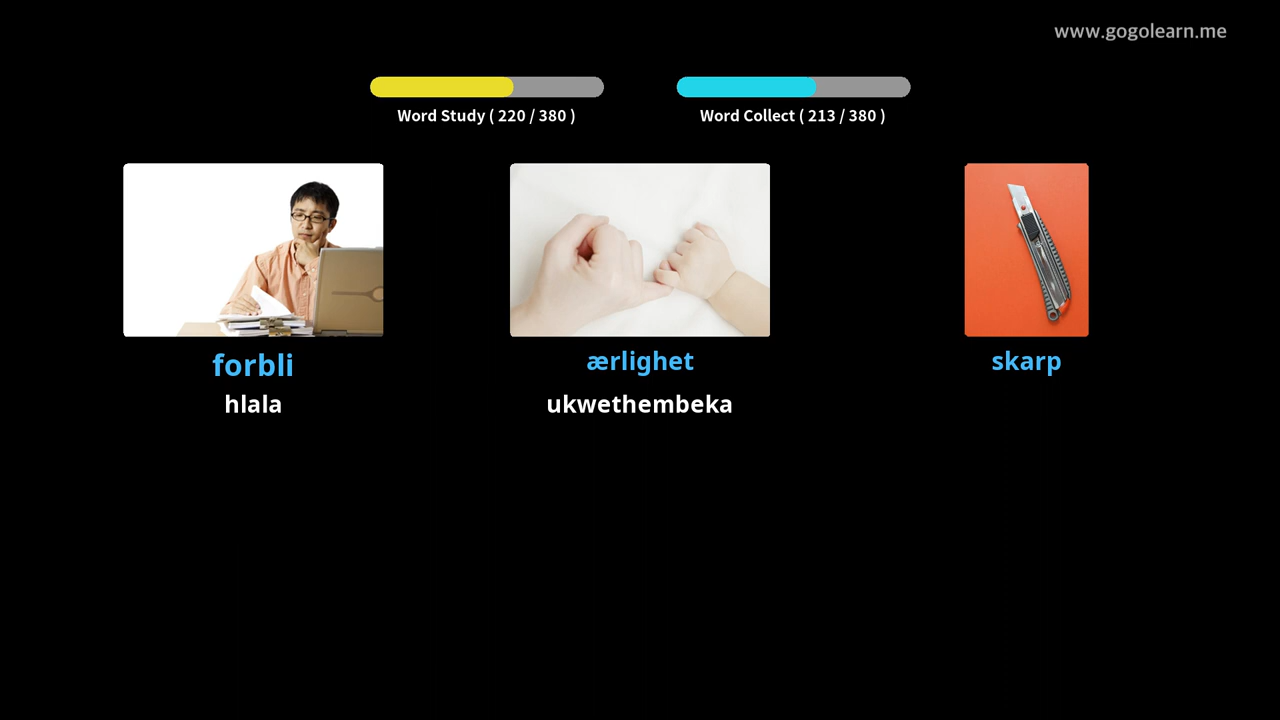 www.gogolearn.me
Word Study ( 220 / 380 )
Word Collect ( 213 / 380 )
forbli
ærlighet
skarp
hlala
ukwethembeka